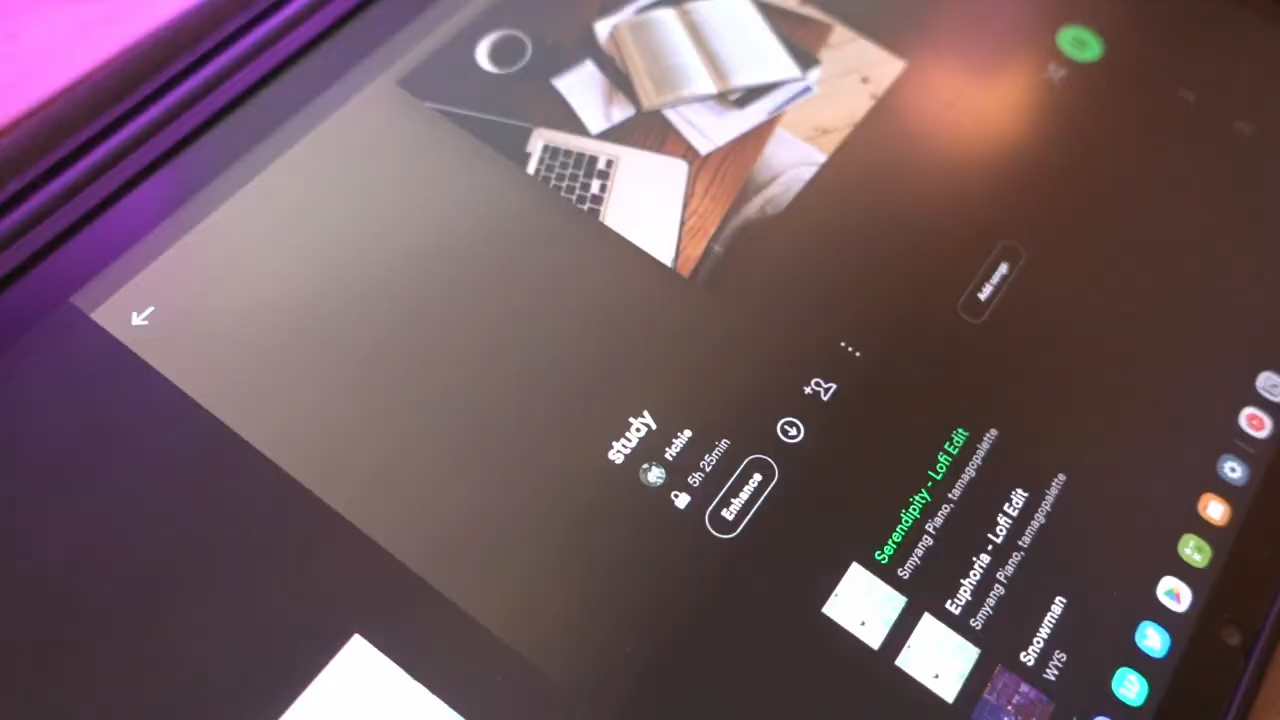 study
richie
5h 25min
Enhance
Add songs
Serendipity - Lofi Edit
Smyang Piano, tamagopalette
Euphoria - Lofi Edit
Smyang Piano, tamagopalette
Snowman
WYS